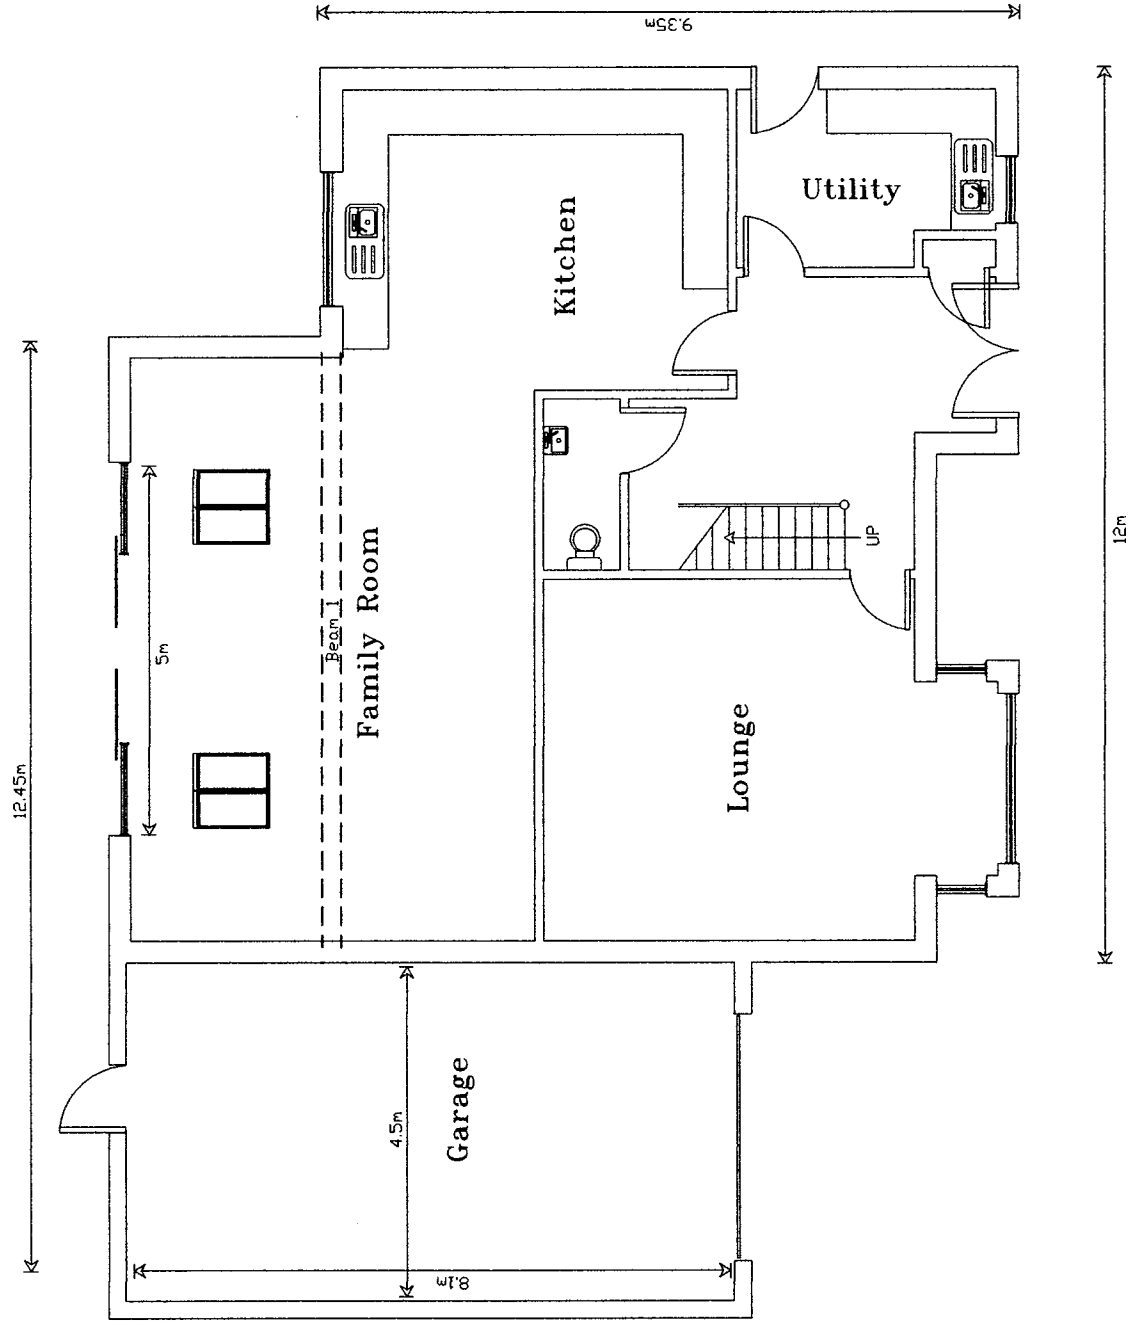 9.35m
Utility
Kitchen
UP
12m
5m
Beam 1
Family Room
Lounge
12.45m
Garage
4.5m
8.1m